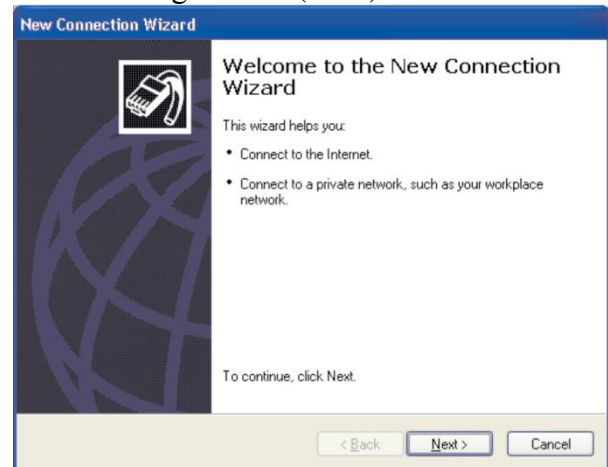 New Connection Wizard
Welcome to the New Connection
Wizard
This wizard helps you:
• Connect to the Internet.
• Connect to a private network, such as your workplace
network.
To continue, click Next.
< Back Next > Cancel